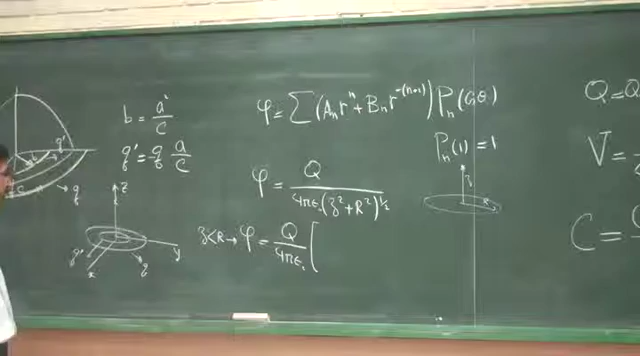 b = a²/c
q' = q a/c
q'
c
q
z
y
x
q'
q
φ = Σ (Aₙ rⁿ + Bₙ r⁻⁽ⁿ⁺¹⁾) Pₙ(cosθ)
Pₙ(1) = 1
φ = Q / 4πε₀(z² + R²)^½
z
R
z<R → φ = Q / 4πε₀ [
Q = Q
V =
C =